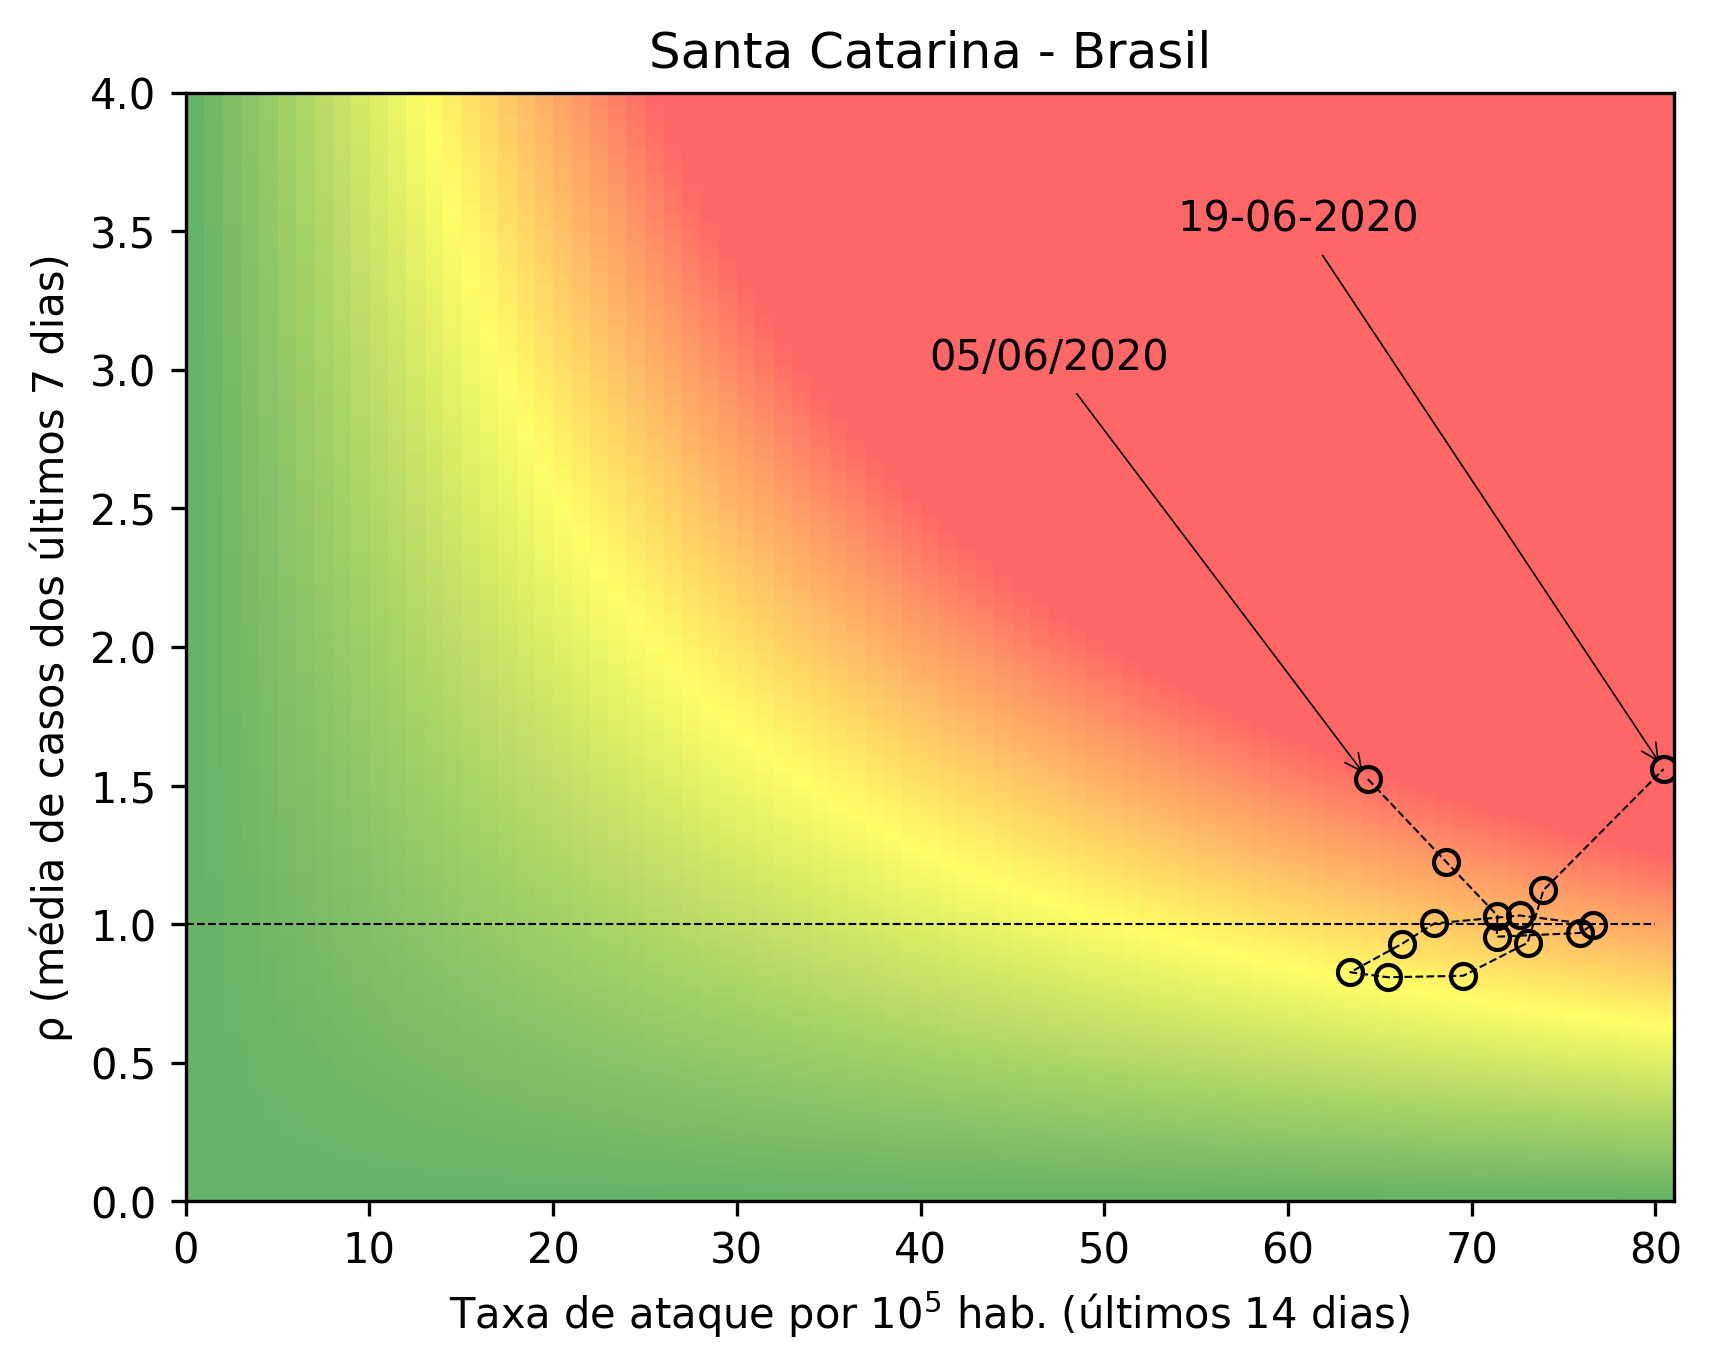 Santa Catarina - Brasil
4.0
3.5
3.0
2.5
2.0
1.5
1.0
0.5
0.0
ρ (média de casos dos últimos 7 dias)
19-06-2020
05/06/2020
0 10 20 30 40 50 60 70 80
Taxa de ataque por 10⁵ hab. (últimos 14 dias)